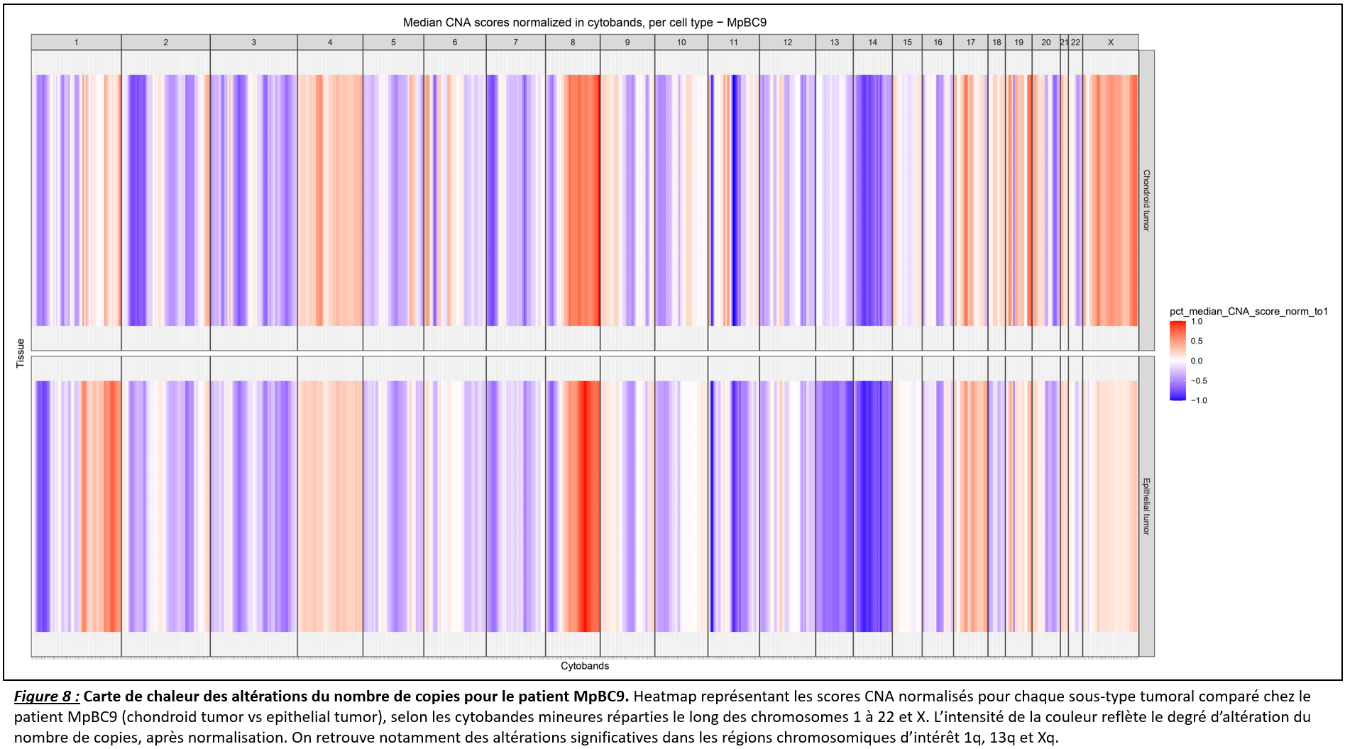 Median CNA scores normalized in cytobands, per cell type − MpBC9
1 2 3 4 5 6 7 8 9 10 11 12 13 14 15 16 17 18 19 20 21 22 X
Chondroid tumor
Tissue
Epithelial tumor
Cytobands
pct_median_CNA_score_norm_to1
1.0
0.5
0.0
−0.5
−1.0
Figure 8 : Carte de chaleur des altérations du nombre de copies pour le patient MpBC9. Heatmap représentant les scores CNA normalisés pour chaque sous-type tumoral comparé chez le
patient MpBC9 (chondroid tumor vs epithelial tumor), selon les cytobandes mineures réparties le long des chromosomes 1 à 22 et X. L’intensité de la couleur reflète le degré d’altération du
nombre de copies, après normalisation. On retrouve notamment des altérations significatives dans les régions chromosomiques d’intérêt 1q, 13q et Xq.